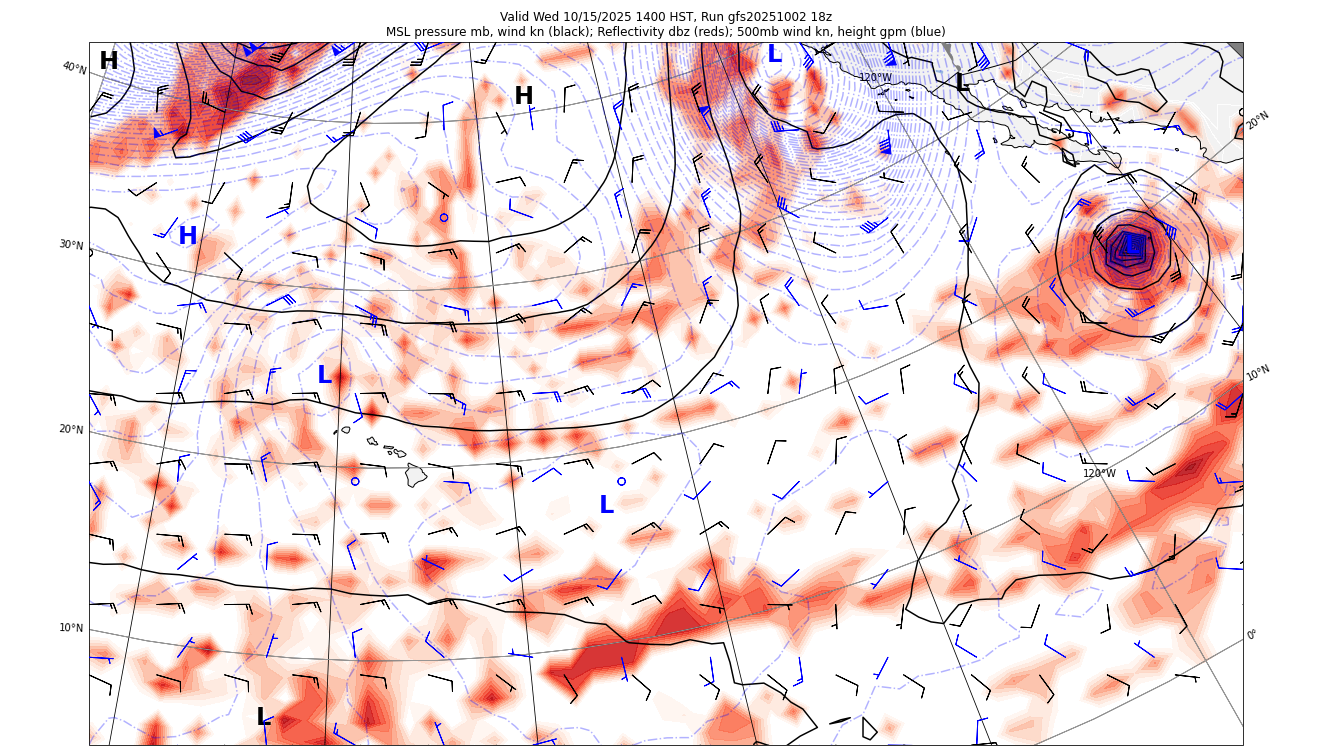 Valid Wed 10/15/2025 1400 HST, Run gfs20251002 18z
MSL pressure mb, wind kn (black); Reflectivity dbz (reds); 500mb wind kn, height gpm (blue)
H
L
40°N
120°W
L
H
20°N
H
30°N
L
10°N
20°N
120°W
L
10°N
0°
L